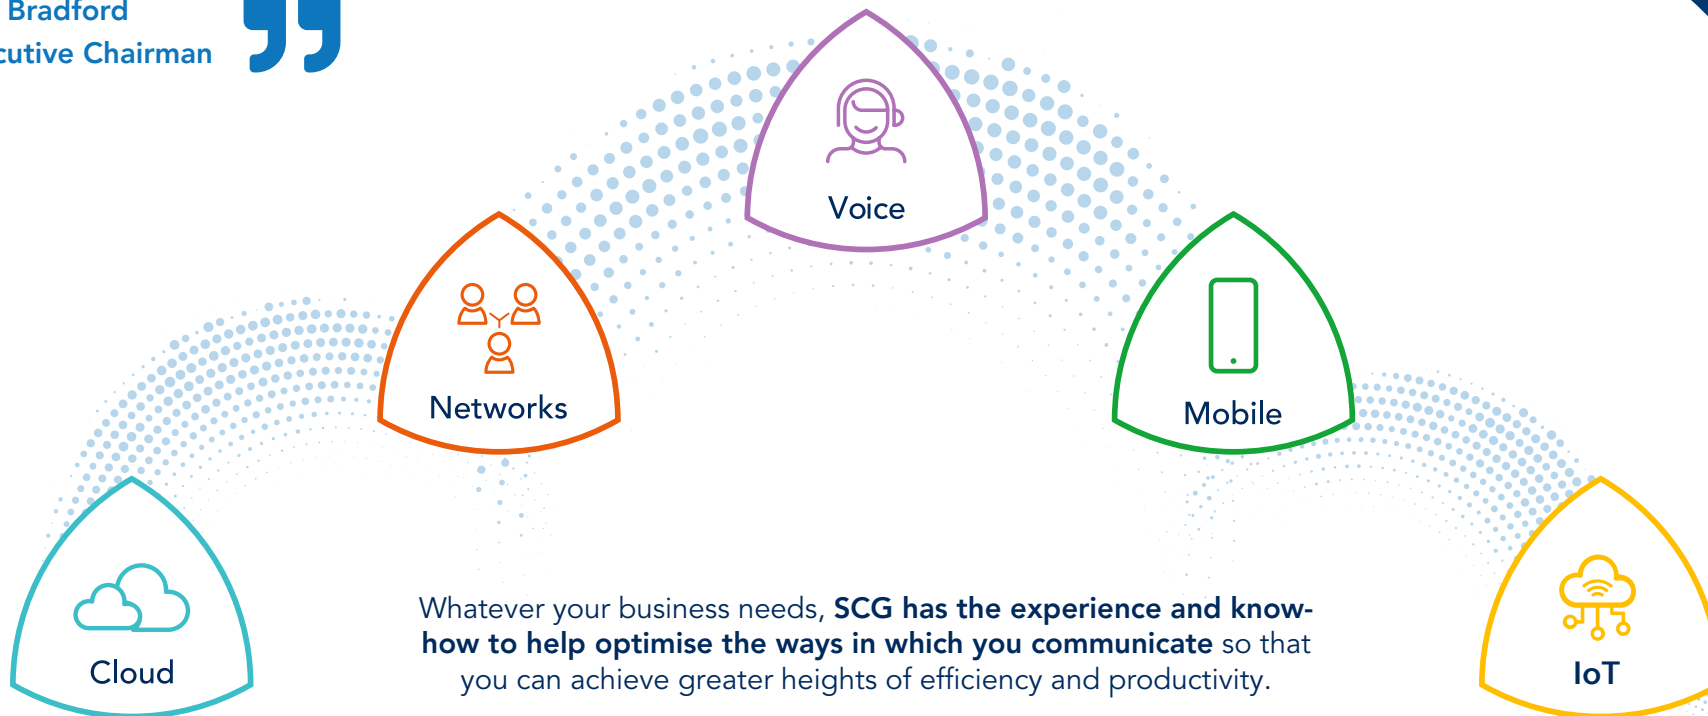 Bradford
cutive Chairman
Voice
Networks
Mobile
Cloud
IoT
Whatever your business needs, SCG has the experience and know-
how to help optimise the ways in which you communicate so that
you can achieve greater heights of efficiency and productivity.